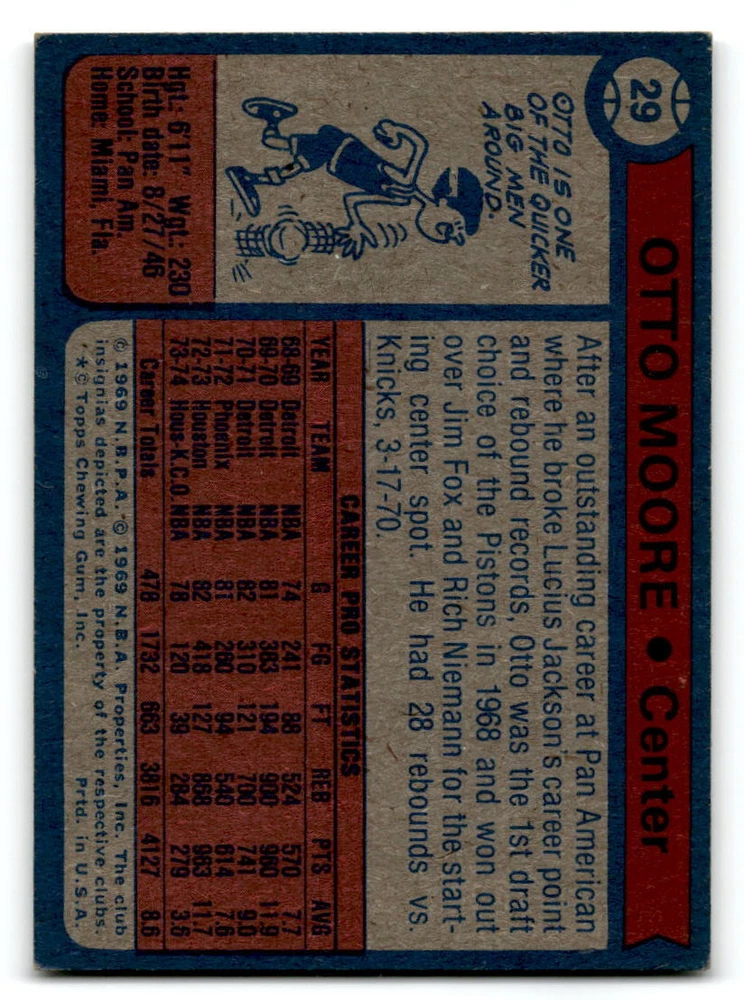 29
OTTO MOORE • Center
OTTO IS ONE
OF THE QUICKER
BIG MEN
AROUND.
Hgt.: 6'11" Wgt.: 230
Birth date: 8/27/46
School: Pan Am.
Home: Miami, Fla.
After an outstanding career at Pan American
where he broke Lucius Jackson's career point
and rebound records, Otto was the 1st draft
choice of the Pistons in 1968 and won out
over Jim Fox and Rich Niemann for the start-
ing center spot. He had 28 rebounds vs.
Knicks, 3-17-70.
CAREER PRO STATISTICS
YEAR TEAM G FG FT REB PTS AVG
68-69 Detroit NBA 74 241 88 524 570 7.7
69-70 Detroit NBA 81 383 194 900 960 11.9
70-71 Detroit NBA 82 310 121 700 741 9.0
71-72 Phoenix NBA 81 260 94 540 614 7.6
72-73 Houston NBA 82 418 127 868 963 11.7
73-74 Hous-K.C.O NBA 78 120 39 284 279 3.6
Career Totals 478 1732 663 3816 4127 8.6
© 1969 N.B.P.A. © 1969 N.B.A. Properties, Inc. The club
insignias depicted are the property of the respective clubs.
*© Topps Chewing Gum, Inc. Prtd. in U.S.A.